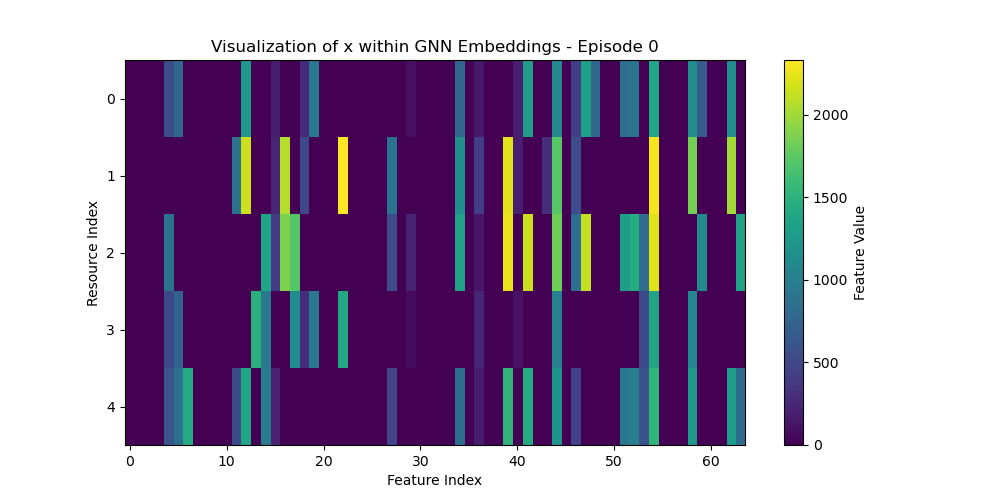 Visualization of x within GNN Embeddings - Episode 0
Resource Index
0
1
2
3
4
0 10 20 30 40 50 60
Feature Index
2000
1500
1000
500
0
Feature Value